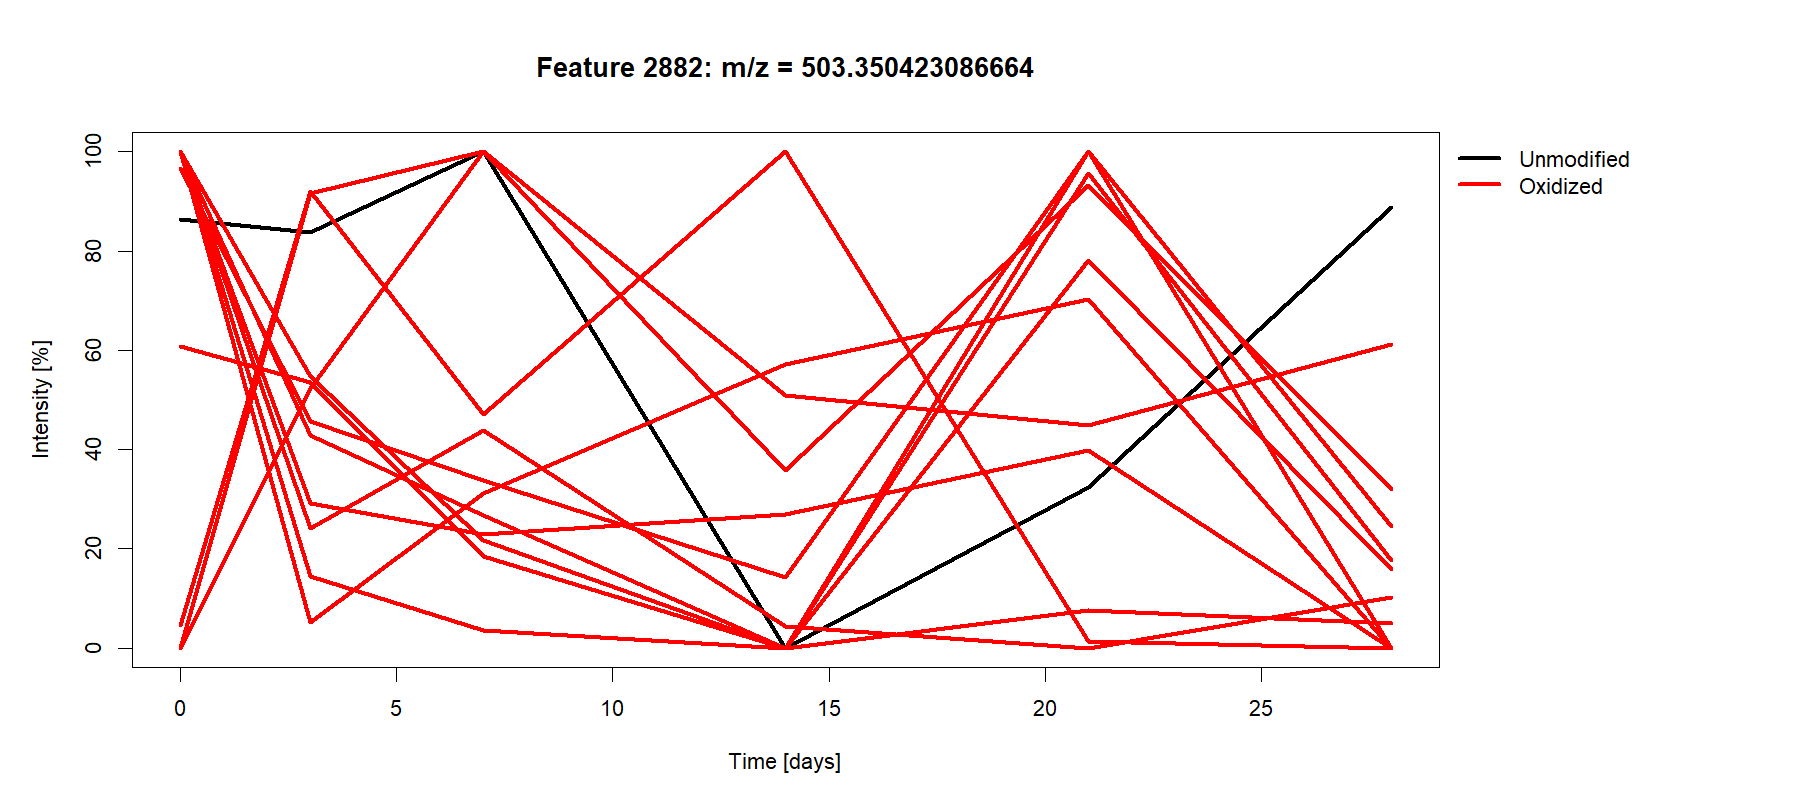 Feature 2882: m/z = 503.350423086664
Unmodified
Oxidized
Intensity [%]
100
80
60
40
20
0
0 5 10 15 20 25
Time [days]